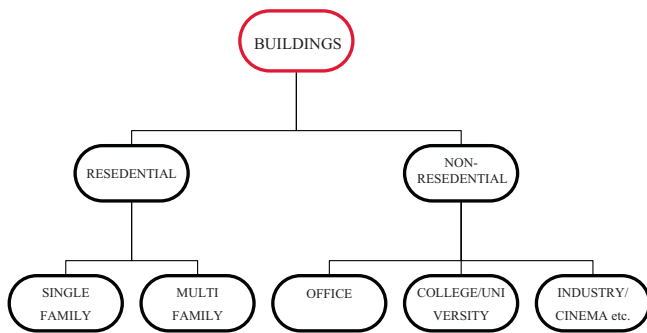 BUILDINGS
RESEDENTIAL
NON-
RESEDENTIAL
SINGLE
FAMILY
MULTI
FAMILY
OFFICE
COLLEGE/UNI
VERSITY
INDUSTRY/
CINEMA etc.